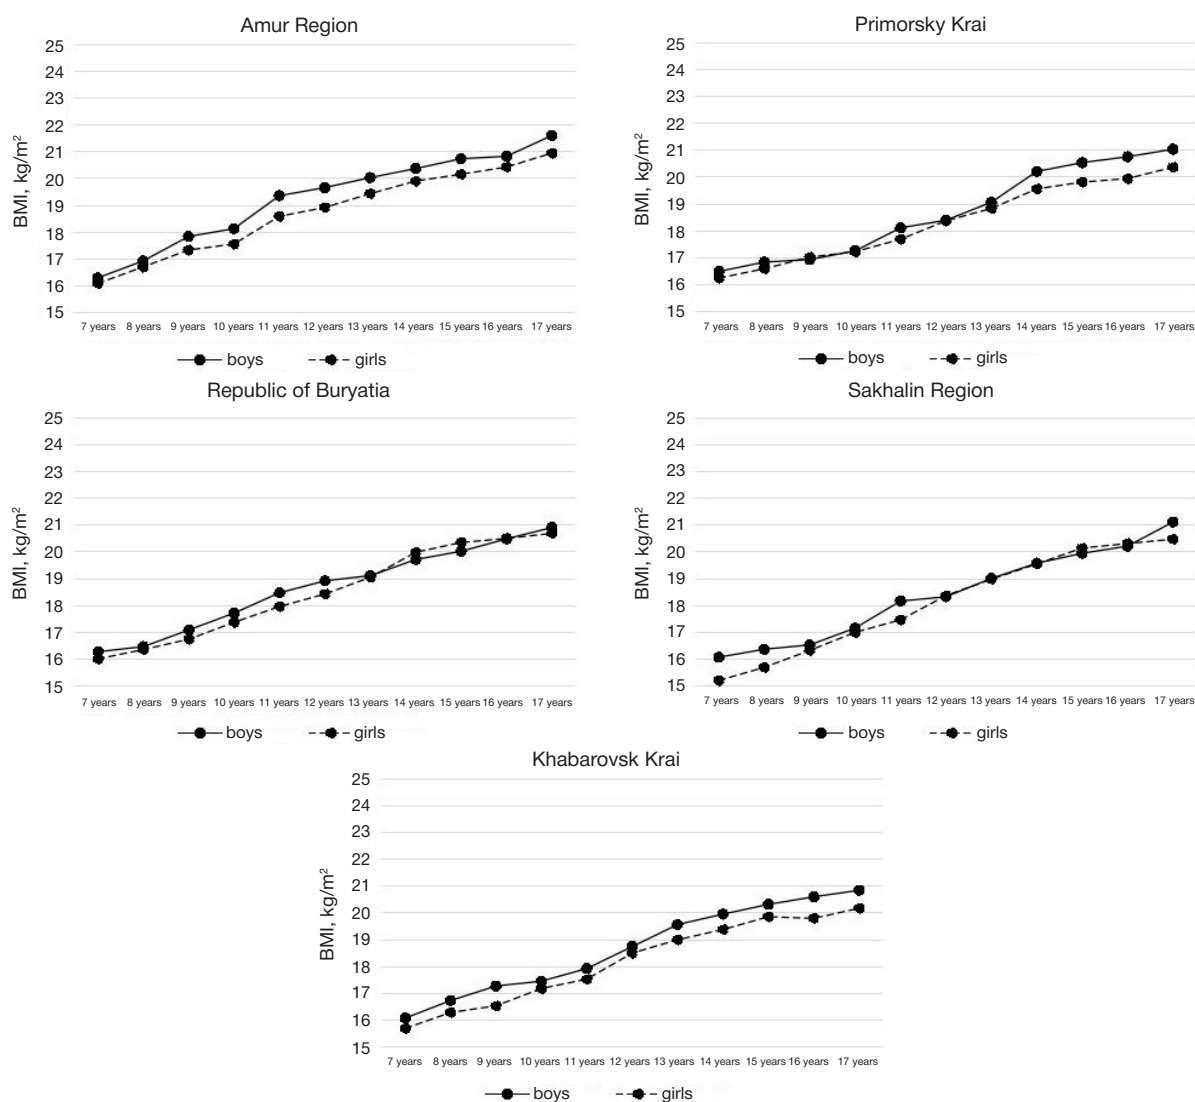 Amur Region
BMI, kg/m²
25
24
23
22
21
20
19
18
17
16
15
7 years 8 years 9 years 10 years 11 years 12 years 13 years 14 years 15 years 16 years 17 years
boys girls
Primorsky Krai
BMI, kg/m²
25
24
23
22
21
20
19
18
17
16
15
7 years 8 years 9 years 10 years 11 years 12 years 13 years 14 years 15 years 16 years 17 years
boys girls
Republic of Buryatia
BMI, kg/m²
25
24
23
22
21
20
19
18
17
16
15
7 years 8 years 9 years 10 years 11 years 12 years 13 years 14 years 15 years 16 years 17 years
boys girls
Sakhalin Region
BMI, kg/m²
25
24
23
22
21
20
19
18
17
16
15
7 years 8 years 9 years 10 years 11 years 12 years 13 years 14 years 15 years 16 years 17 years
boys girls
Khabarovsk Krai
BMI, kg/m²
25
24
23
22
21
20
19
18
17
16
15
7 years 8 years 9 years 10 years 11 years 12 years 13 years 14 years 15 years 16 years 17 years
boys girls